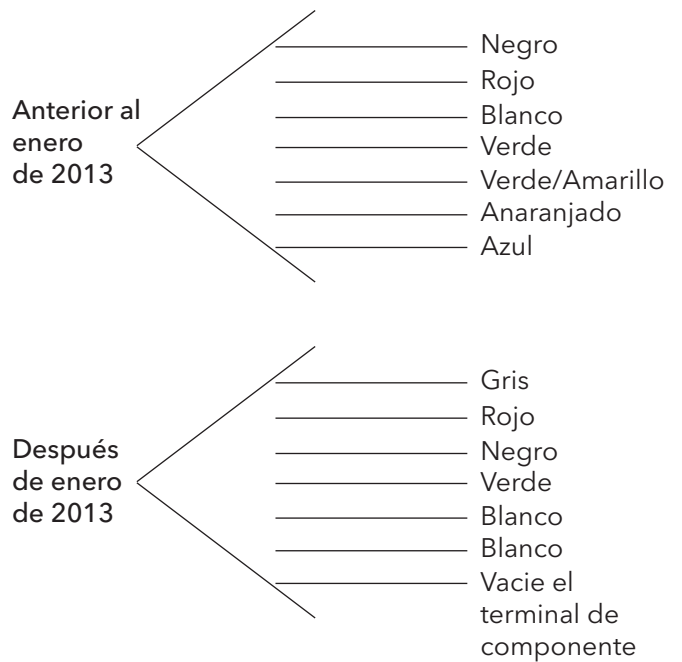 Anterior al
enero
de 2013
Negro
Rojo
Blanco
Verde
Verde/Amarillo
Anaranjado
Azul
Después
de enero
de 2013
Gris
Rojo
Negro
Verde
Blanco
Blanco
Vacie el
terminal de
componente